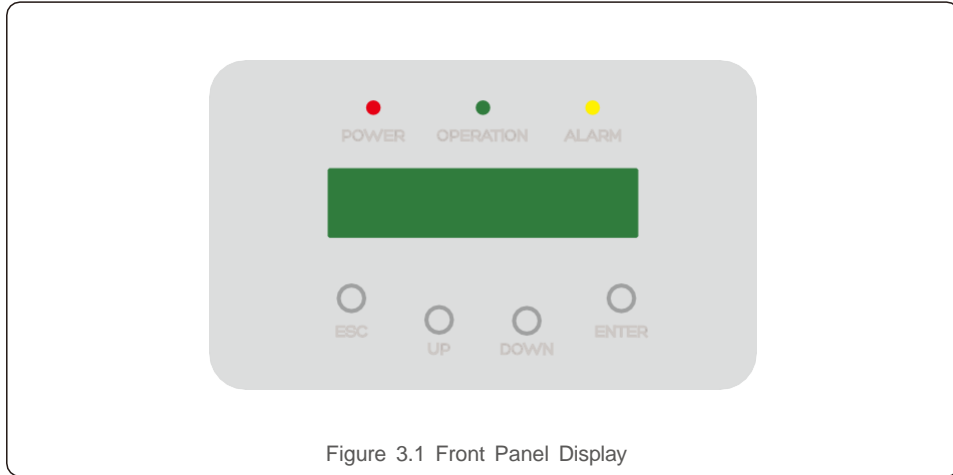 POWER OPERATION ALARM
ESC UP DOWN ENTER
Figure 3.1 Front Panel Display